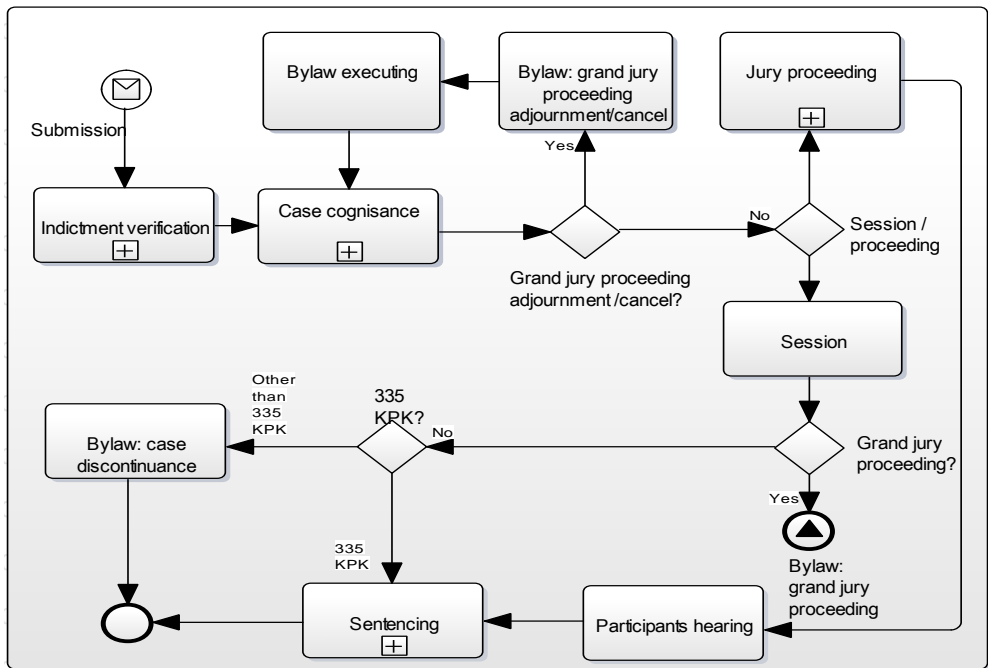 Submission
Indictment verification
Bylaw executing
Case cognisance
Bylaw: grand jury
proceeding
adjournment/cancel
Yes
Grand jury proceeding
adjournment /cancel?
No
Jury proceeding
Session /
proceeding
Session
Grand jury
proceeding?
Yes
Bylaw:
grand jury
proceeding
No
335
KPK?
Other
than
335
KPK
Bylaw: case
discontinuance
335
KPK
Sentencing
Participants hearing